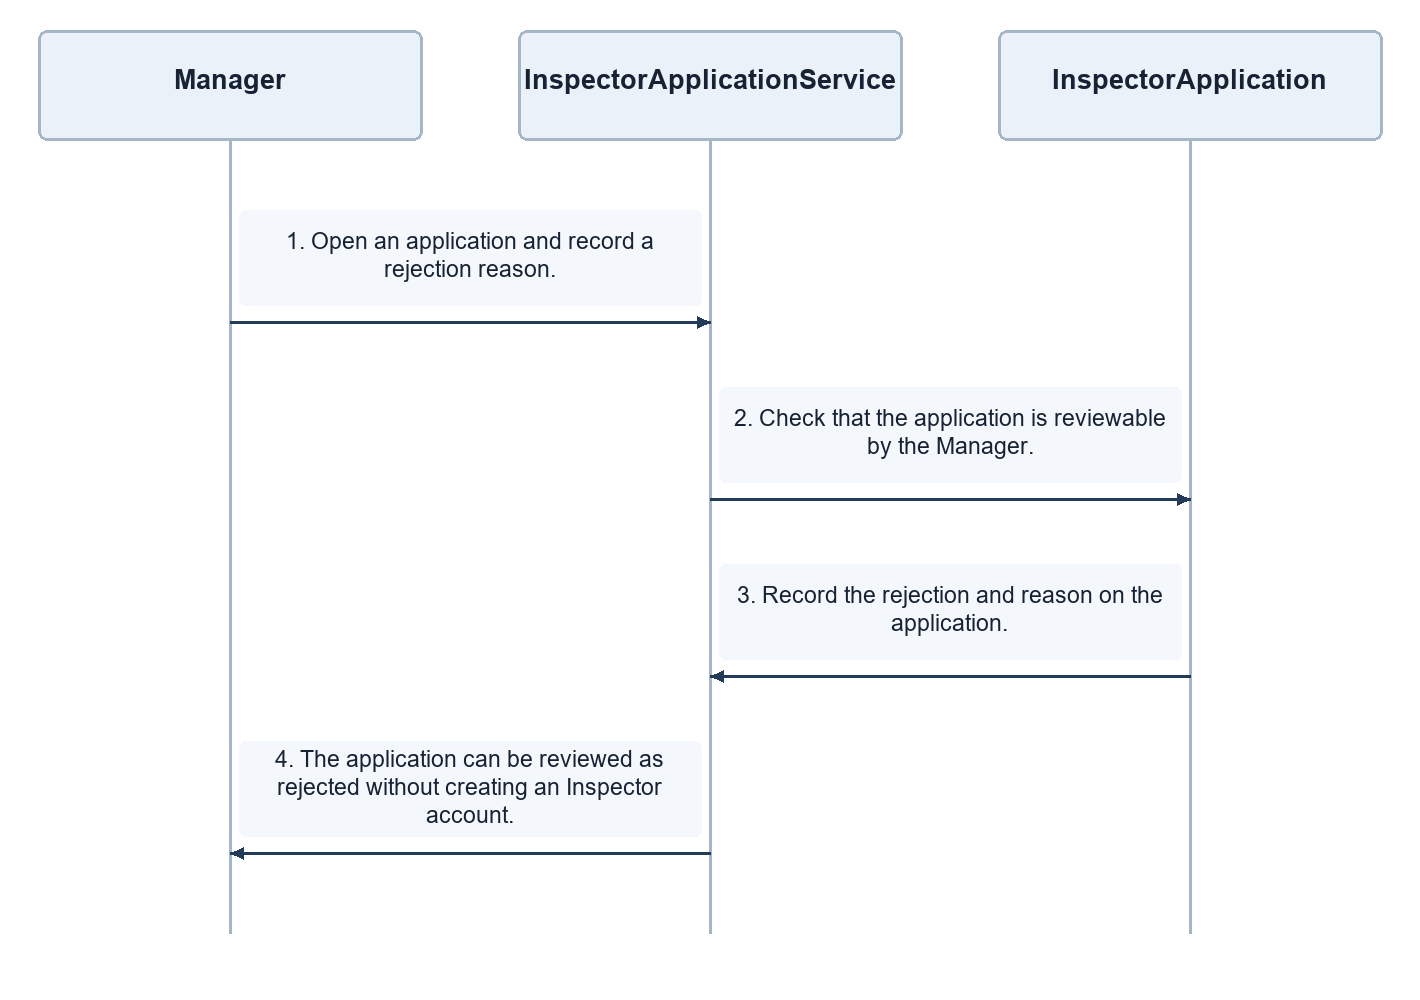 Manager
InspectorApplicationService
InspectorApplication
1. Open an application and record a
rejection reason.
2. Check that the application is reviewable
by the Manager.
3. Record the rejection and reason on the
application.
4. The application can be reviewed as
rejected without creating an Inspector
account.